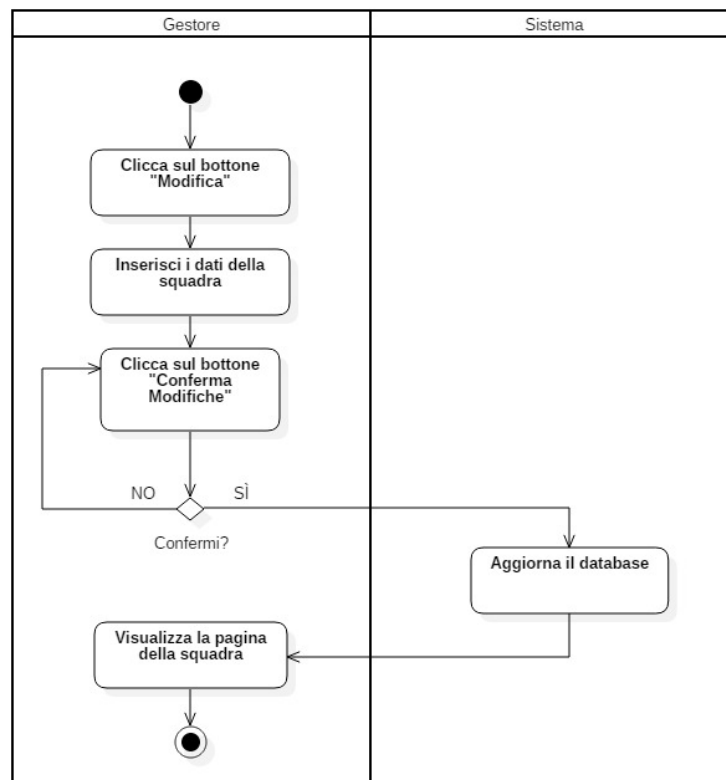 Gestore
Sistema
Clicca sul bottone
"Modifica"
Inserisci i dati della
squadra
Clicca sul bottone
"Conferma
Modifiche"
NO
SÌ
Confermi?
Aggiorna il database
Visualizza la pagina
della squadra